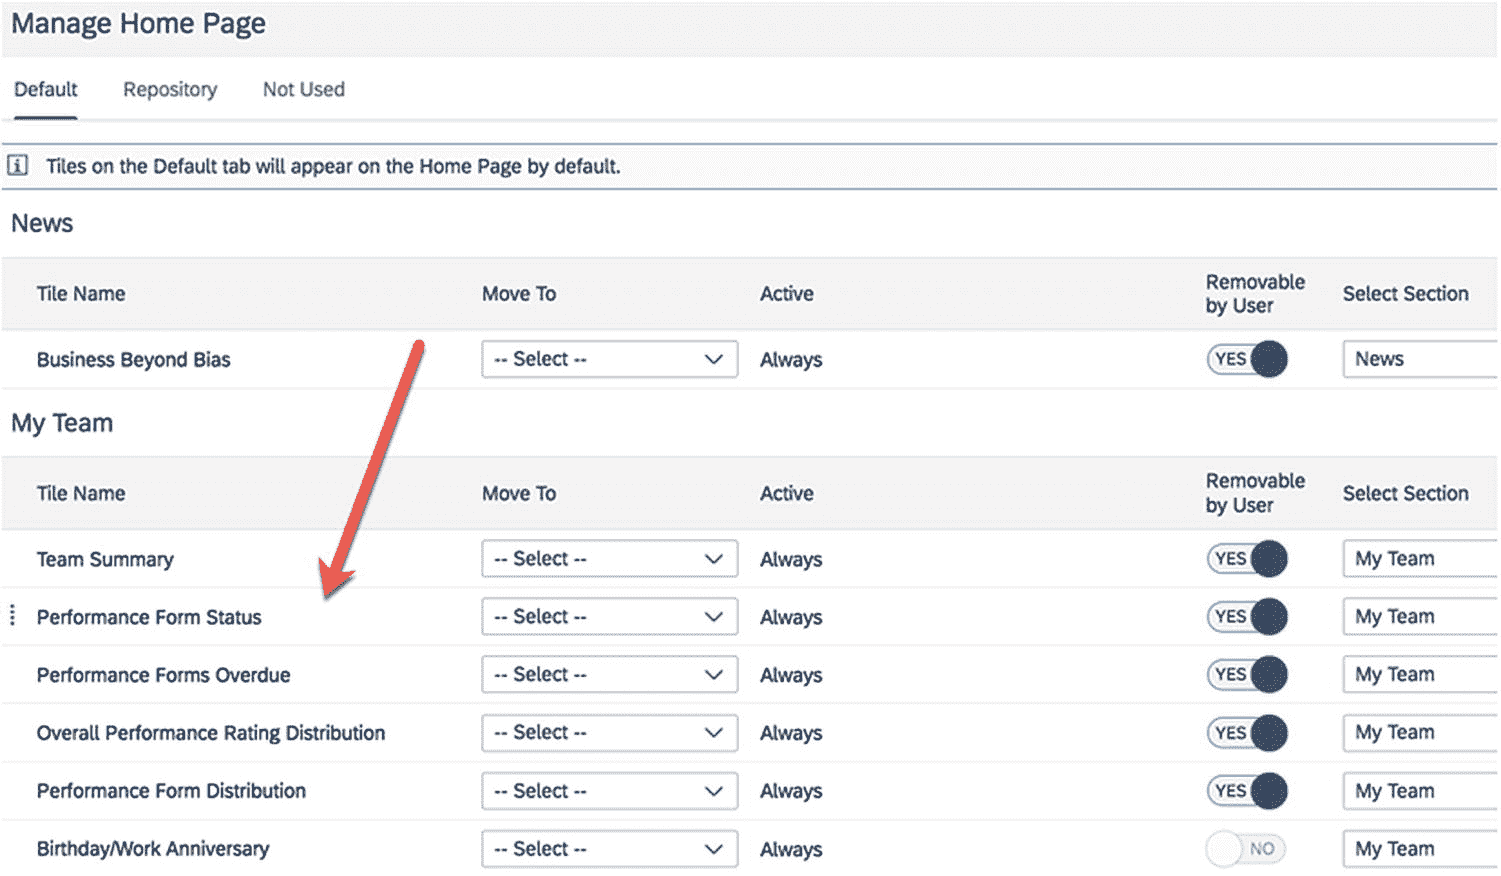 Manage Home Page
Default Repository Not Used
i Tiles on the Default tab will appear on the Home Page by default.
News
Tile Name Move To Active Removable by User Select Section
Business Beyond Bias -- Select -- Always YES News
My Team
Tile Name Move To Active Removable by User Select Section
Team Summary -- Select -- Always YES My Team
Performance Form Status -- Select -- Always YES My Team
Performance Forms Overdue -- Select -- Always YES My Team
Overall Performance Rating Distribution -- Select -- Always YES My Team
Performance Form Distribution -- Select -- Always YES My Team
Birthday/Work Anniversary -- Select -- Always NO My Team